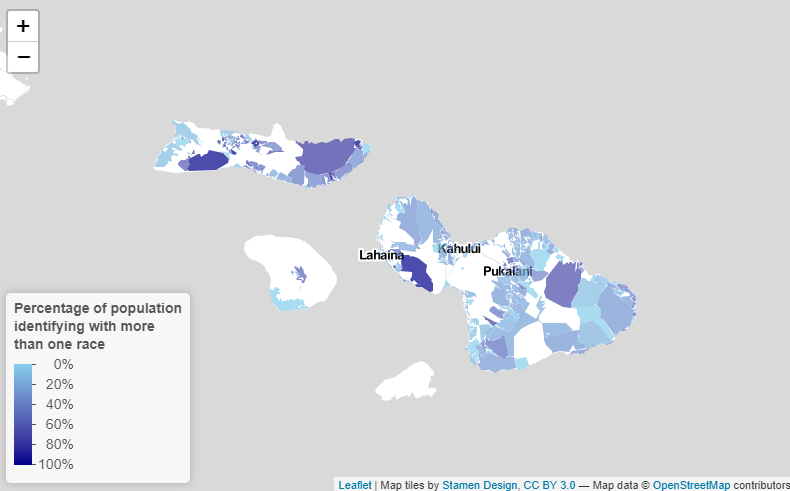 +
−
Lahaina
Kahului
Pukalani
Percentage of population
identifying with more
than one race
0%
20%
40%
60%
80%
100%
Leaflet | Map tiles by Stamen Design, CC BY 3.0 — Map data © OpenStreetMap contributors